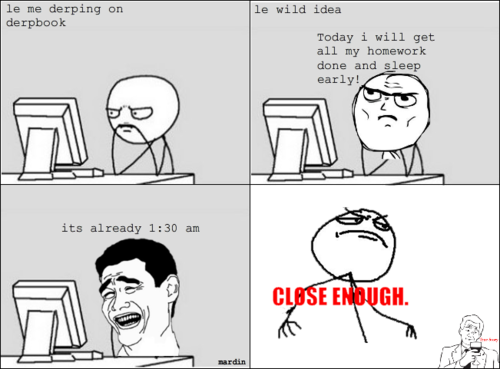 le me derping on
derpbook
le wild idea
Today i will get
all my homework
done and sleep
early!
its already 1:30 am
mardin
CLOSE ENOUGH.